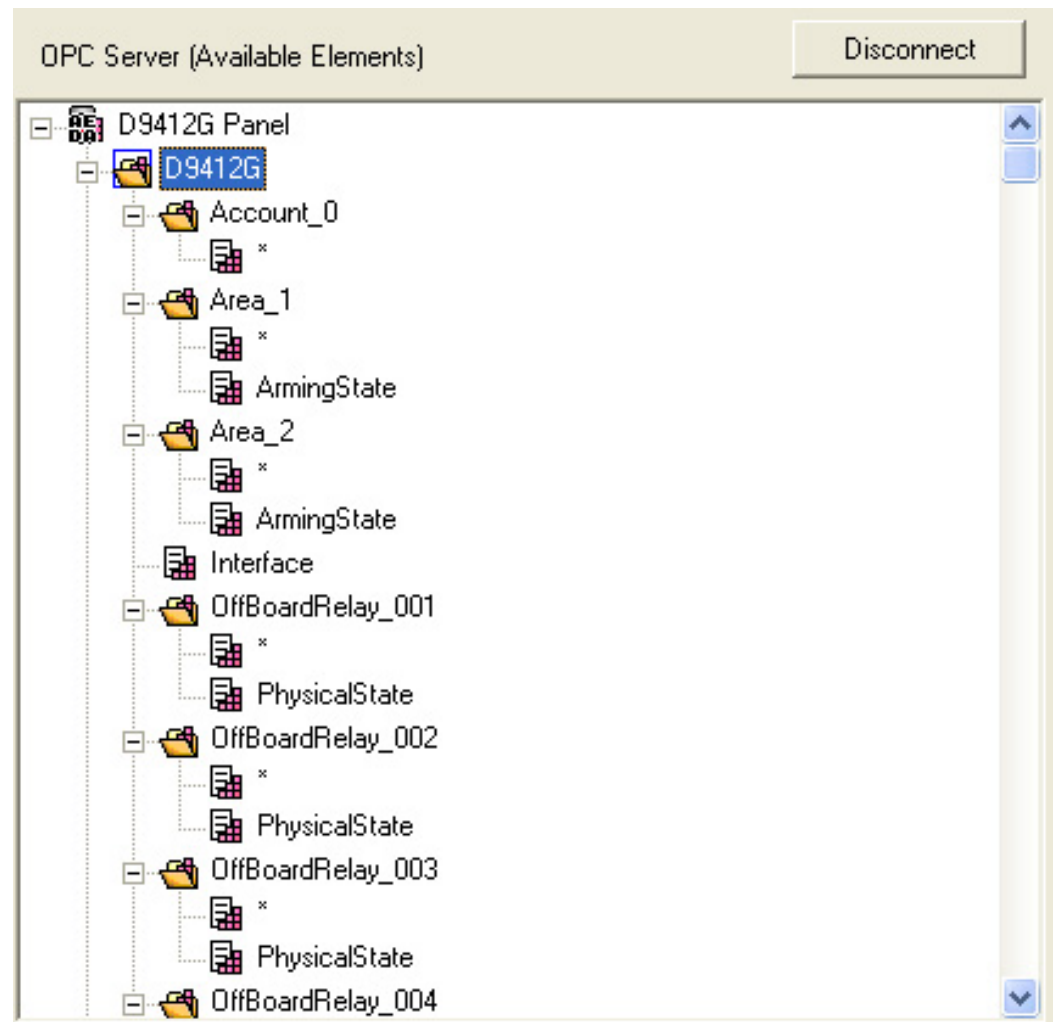 OPC Server (Available Elements)
Disconnect
D9412G Panel
D9412G
Account_0
*
Area_1
*
ArmingState
Area_2
*
ArmingState
Interface
OffBoardRelay_001
*
PhysicalState
OffBoardRelay_002
*
PhysicalState
OffBoardRelay_003
*
PhysicalState
OffBoardRelay_004